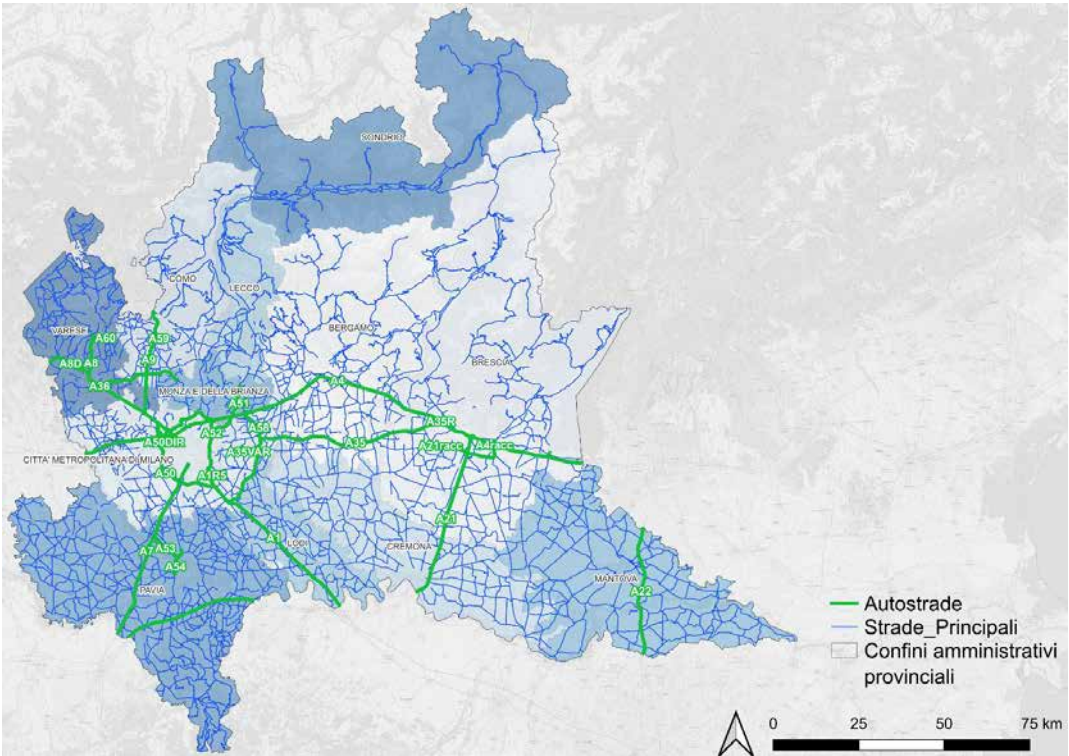 SONDRIO
COMO
LECCO
VARESE
BERGAMO
BRESCIA
A60
A59
A8D
A8
A9
A36
MONZA E DELLA BRIANZA
A4
A51
A52
A58
A35R
A50DIR
A35
A21racc
A4racc
A35VAR
CITTA' METROPOLITANA DI MILANO
A50
A1RS
A21
A1
LODI
CREMONA
A7
A53
A54
PAVIA
MANTOVA
A22
Autostrade
Strade_Principali
Confini amministrativi
provinciali
0 25 50 75 km